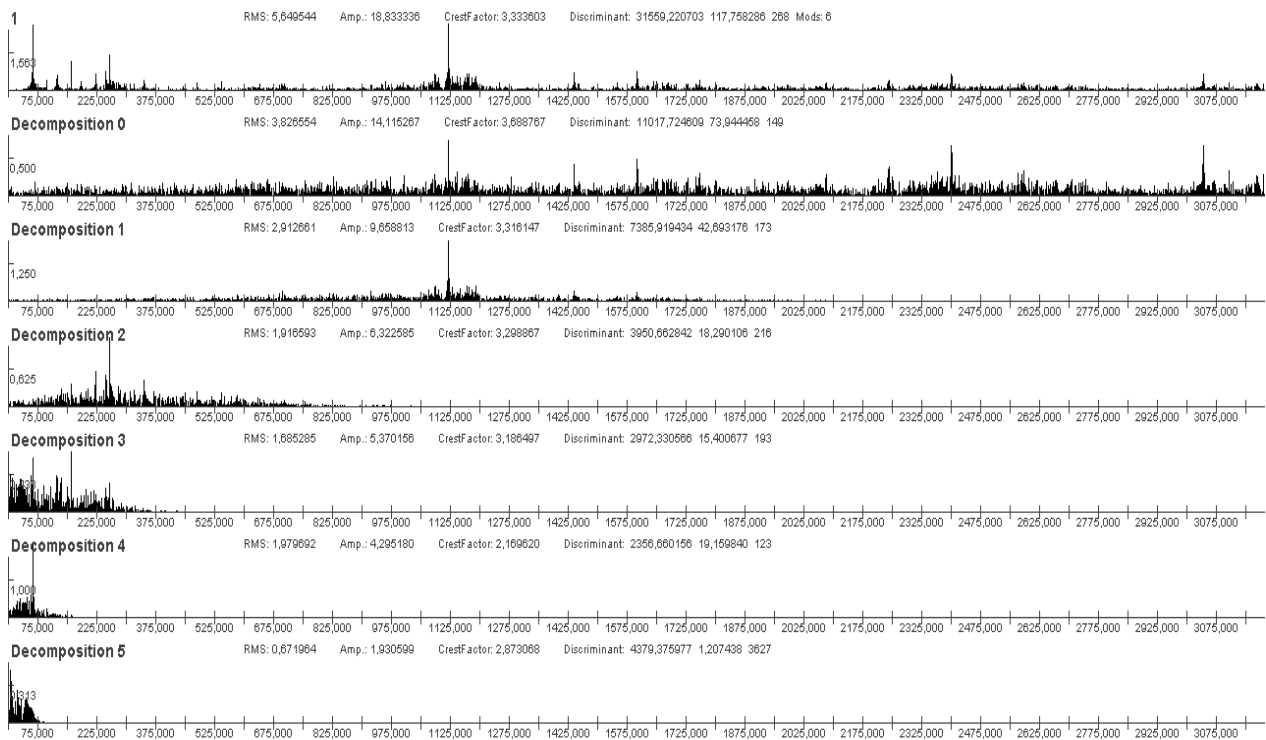 1 RMS: 5,649544 Amp.: 18,833336 CrestFactor: 3,333603 Discriminant: 31559,220703 117,758286 268 Mods: 6
1,563
75,000 225,000 375,000 525,000 675,000 825,000 975,000 1125,000 1275,000 1425,000 1575,000 1725,000 1875,000 2025,000 2175,000 2325,000 2475,000 2625,000 2775,000 2925,000 3075,000
Decomposition 0 RMS: 3,826554 Amp.: 14,115267 CrestFactor: 3,688767 Discriminant: 11017,724609 73,944458 149
0,500
75,000 225,000 375,000 525,000 675,000 825,000 975,000 1125,000 1275,000 1425,000 1575,000 1725,000 1875,000 2025,000 2175,000 2325,000 2475,000 2625,000 2775,000 2925,000 3075,000
Decomposition 1 RMS: 2,912661 Amp.: 9,658813 CrestFactor: 3,316147 Discriminant: 7385,919434 42,693176 173
1,250
75,000 225,000 375,000 525,000 675,000 825,000 975,000 1125,000 1275,000 1425,000 1575,000 1725,000 1875,000 2025,000 2175,000 2325,000 2475,000 2625,000 2775,000 2925,000 3075,000
Decomposition 2 RMS: 1,916593 Amp.: 6,322585 CrestFactor: 3,298867 Discriminant: 3950,662842 18,290106 216
0,625
75,000 225,000 375,000 525,000 675,000 825,000 975,000 1125,000 1275,000 1425,000 1575,000 1725,000 1875,000 2025,000 2175,000 2325,000 2475,000 2625,000 2775,000 2925,000 3075,000
Decomposition 3 RMS: 1,685285 Amp.: 5,370156 CrestFactor: 3,186497 Discriminant: 2972,330566 15,400677 193
75,000 225,000 375,000 525,000 675,000 825,000 975,000 1125,000 1275,000 1425,000 1575,000 1725,000 1875,000 2025,000 2175,000 2325,000 2475,000 2625,000 2775,000 2925,000 3075,000
Decomposition 4 RMS: 1,979692 Amp.: 4,295180 CrestFactor: 2,169620 Discriminant: 2356,660156 19,159840 123
1,000
75,000 225,000 375,000 525,000 675,000 825,000 975,000 1125,000 1275,000 1425,000 1575,000 1725,000 1875,000 2025,000 2175,000 2325,000 2475,000 2625,000 2775,000 2925,000 3075,000
Decomposition 5 RMS: 0,671964 Amp.: 1,930599 CrestFactor: 2,873068 Discriminant: 4379,375977 1,207438 3627
0,313
75,000 225,000 375,000 525,000 675,000 825,000 975,000 1125,000 1275,000 1425,000 1575,000 1725,000 1875,000 2025,000 2175,000 2325,000 2475,000 2625,000 2775,000 2925,000 3075,000